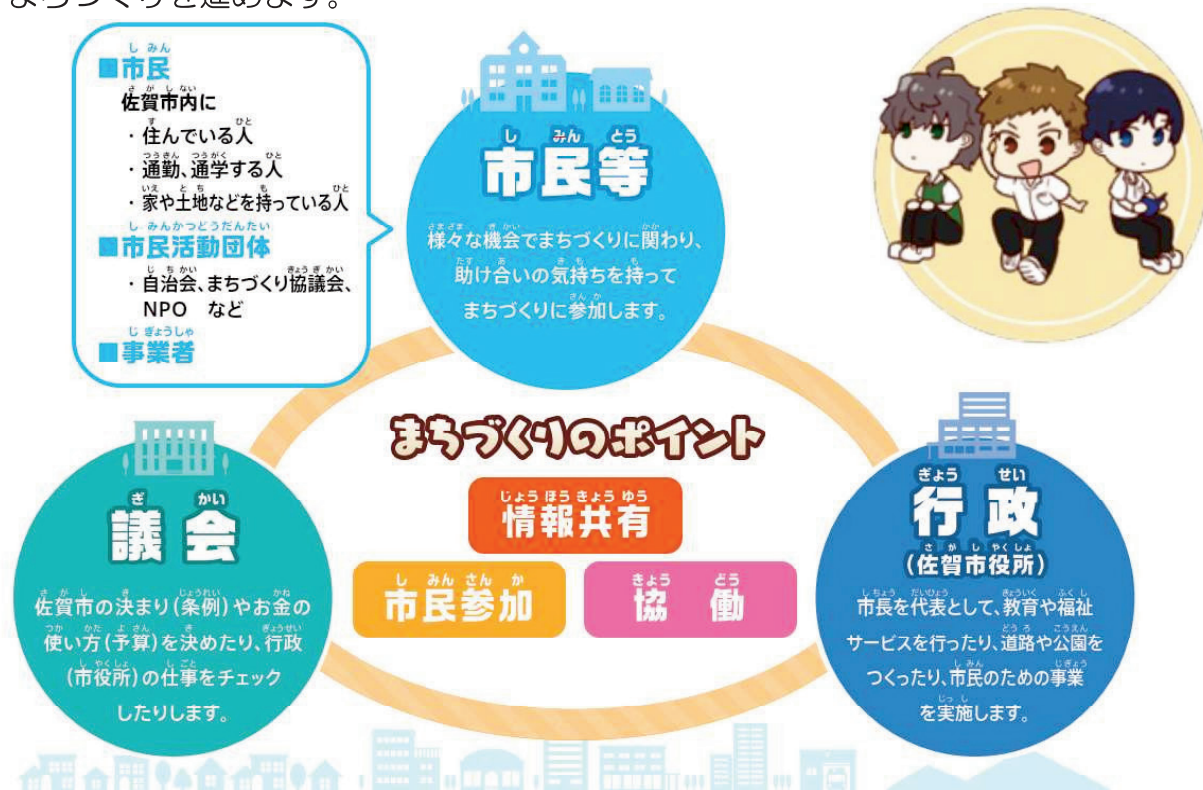 まちづくりを進めます。
■市民
佐賀市内に
・住んでいる人
・通勤、通学する人
・家や土地などを持っている人
■市民活動団体
・自治会、まちづくり協議会、
NPO など
■事業者
市民等
様々な機会でまちづくりに関わり、
助け合いの気持ちを持って
まちづくりに参加します。
まちづくりのポイント
情報共有
市民参加
協働
議会
佐賀市の決まり(条例)やお金の
使い方(予算)を決めたり、行政
(市役所)の仕事をチェック
したりします。
行政
(佐賀市役所)
市長を代表として、教育や福祉
サービスを行ったり、道路や公園を
つくったり、市民のための事業
を実施します。